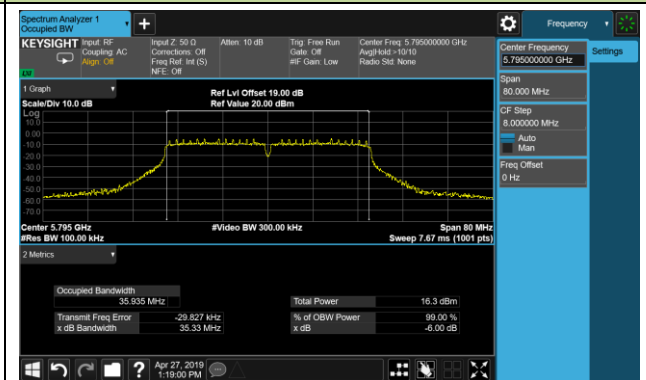 Spectrum Analyzer 1
Occupied BW
+
Frequency
KEYSIGHT
Input: RF
Coupling: AC
Align: Off
Input Z: 50 Ω
Corrections: Off
Freq Ref: Int (S)
NFE: Off
Atten: 10 dB
Trig: Free Run
Gate: Off
#IF Gain: Low
Center Freq: 5.795000000 GHz
Avg|Hold:>10/10
Radio Std: None
LXI
Center Frequency
5.795000000 GHz
Settings
Span
80.000 MHz
CF Step
8.000000 MHz
Auto
Man
Freq Offset
0 Hz
1 Graph
Scale/Div 10.0 dB
Ref Lvl Offset 19.00 dB
Ref Value 20.00 dBm
Log
10.0
0.00
-10.0
-20.0
-30.0
-40.0
-50.0
-60.0
-70.0
Center 5.795 GHz
#Video BW 300.00 kHz
Span 80 MHz
#Res BW 100.00 kHz
Sweep 7.67 ms (1001 pts)
2 Metrics
Occupied Bandwidth
35.935 MHz
Total Power
16.3 dBm
Transmit Freq Error
-29.827 kHz
% of OBW Power
99.00 %
x dB Bandwidth
35.33 MHz
x dB
-6.00 dB
?
Apr 27, 2019
1:19:00 PM